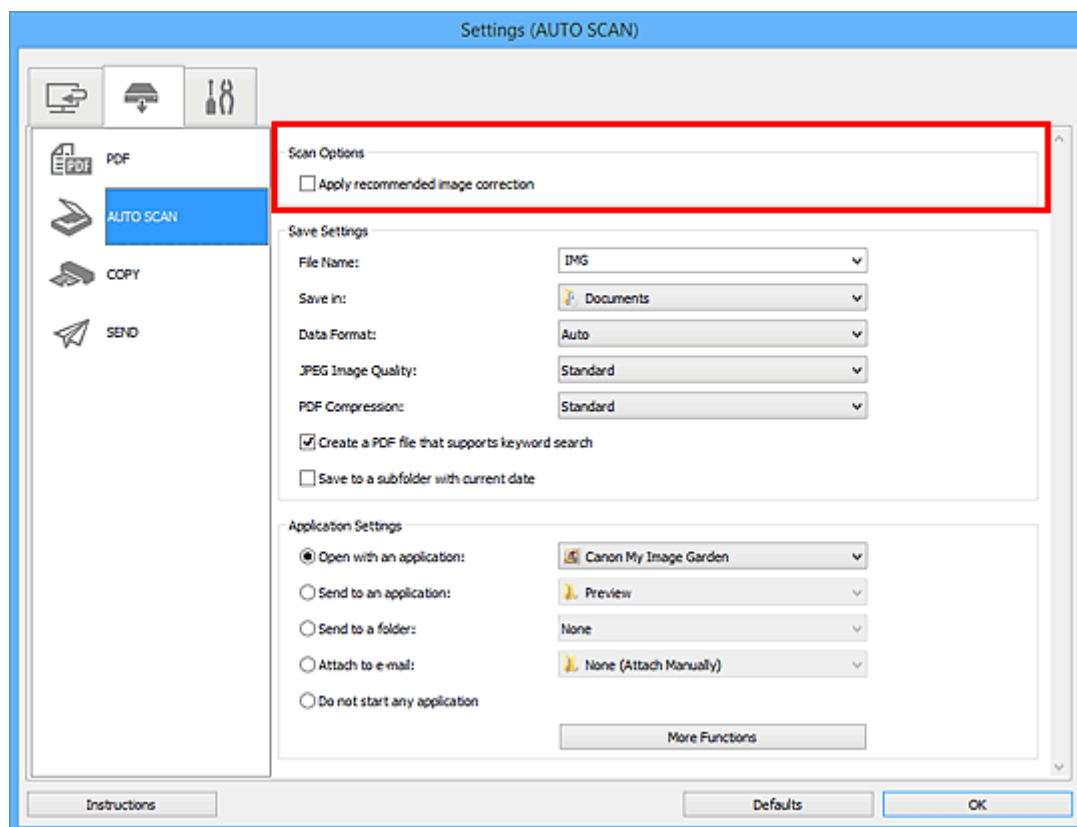 Settings (AUTO SCAN)
PDF
PDF
AUTO SCAN
COPY
SEND
Scan Options
Apply recommended image correction
Save Settings
File Name: IMG
Save in: Documents
Data Format: Auto
JPEG Image Quality: Standard
PDF Compression: Standard
Create a PDF file that supports keyword search
Save to a subfolder with current date
Application Settings
Open with an application: Canon My Image Garden
Send to an application: Preview
Send to a folder: None
Attach to e-mail: None (Attach Manually)
Do not start any application
More Functions
Instructions Defaults OK